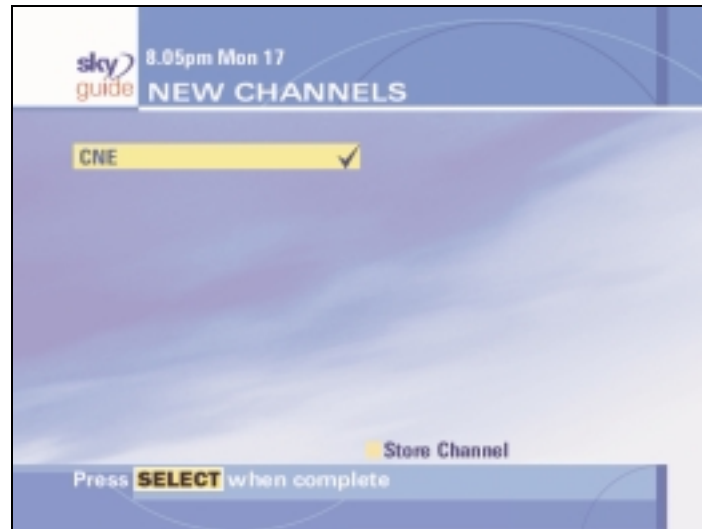 sky
guide
8.05pm Mon 17
NEW CHANNELS
CNE
Store Channel
Press SELECT when complete